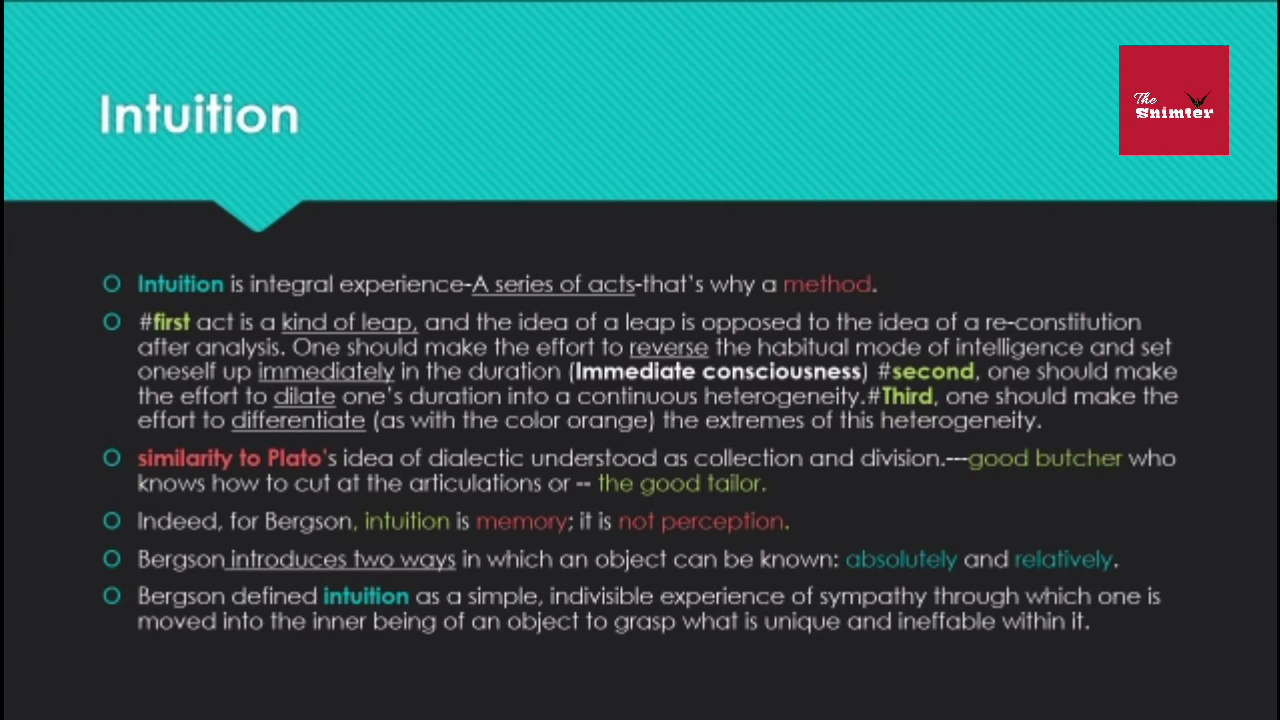 Intuition
The
Snimter
Intuition is integral experience-A series of acts-that's why a method.
#first act is a kind of leap, and the idea of a leap is opposed to the idea of a re-constitution
after analysis. One should make the effort to reverse the habitual mode of intelligence and set
oneself up immediately in the duration (Immediate consciousness) #second, one should make
the effort to dilate one's duration into a continuous heterogeneity.#Third, one should make the
effort to differentiate (as with the color orange) the extremes of this heterogeneity.
similarity to Plato's idea of dialectic understood as collection and division.---good butcher who
knows how to cut at the articulations or -- the good tailor.
Indeed, for Bergson, intuition is memory; it is not perception.
Bergson introduces two ways in which an object can be known: absolutely and relatively.
Bergson defined intuition as a simple, indivisible experience of sympathy through which one is
moved into the inner being of an object to grasp what is unique and ineffable within it.